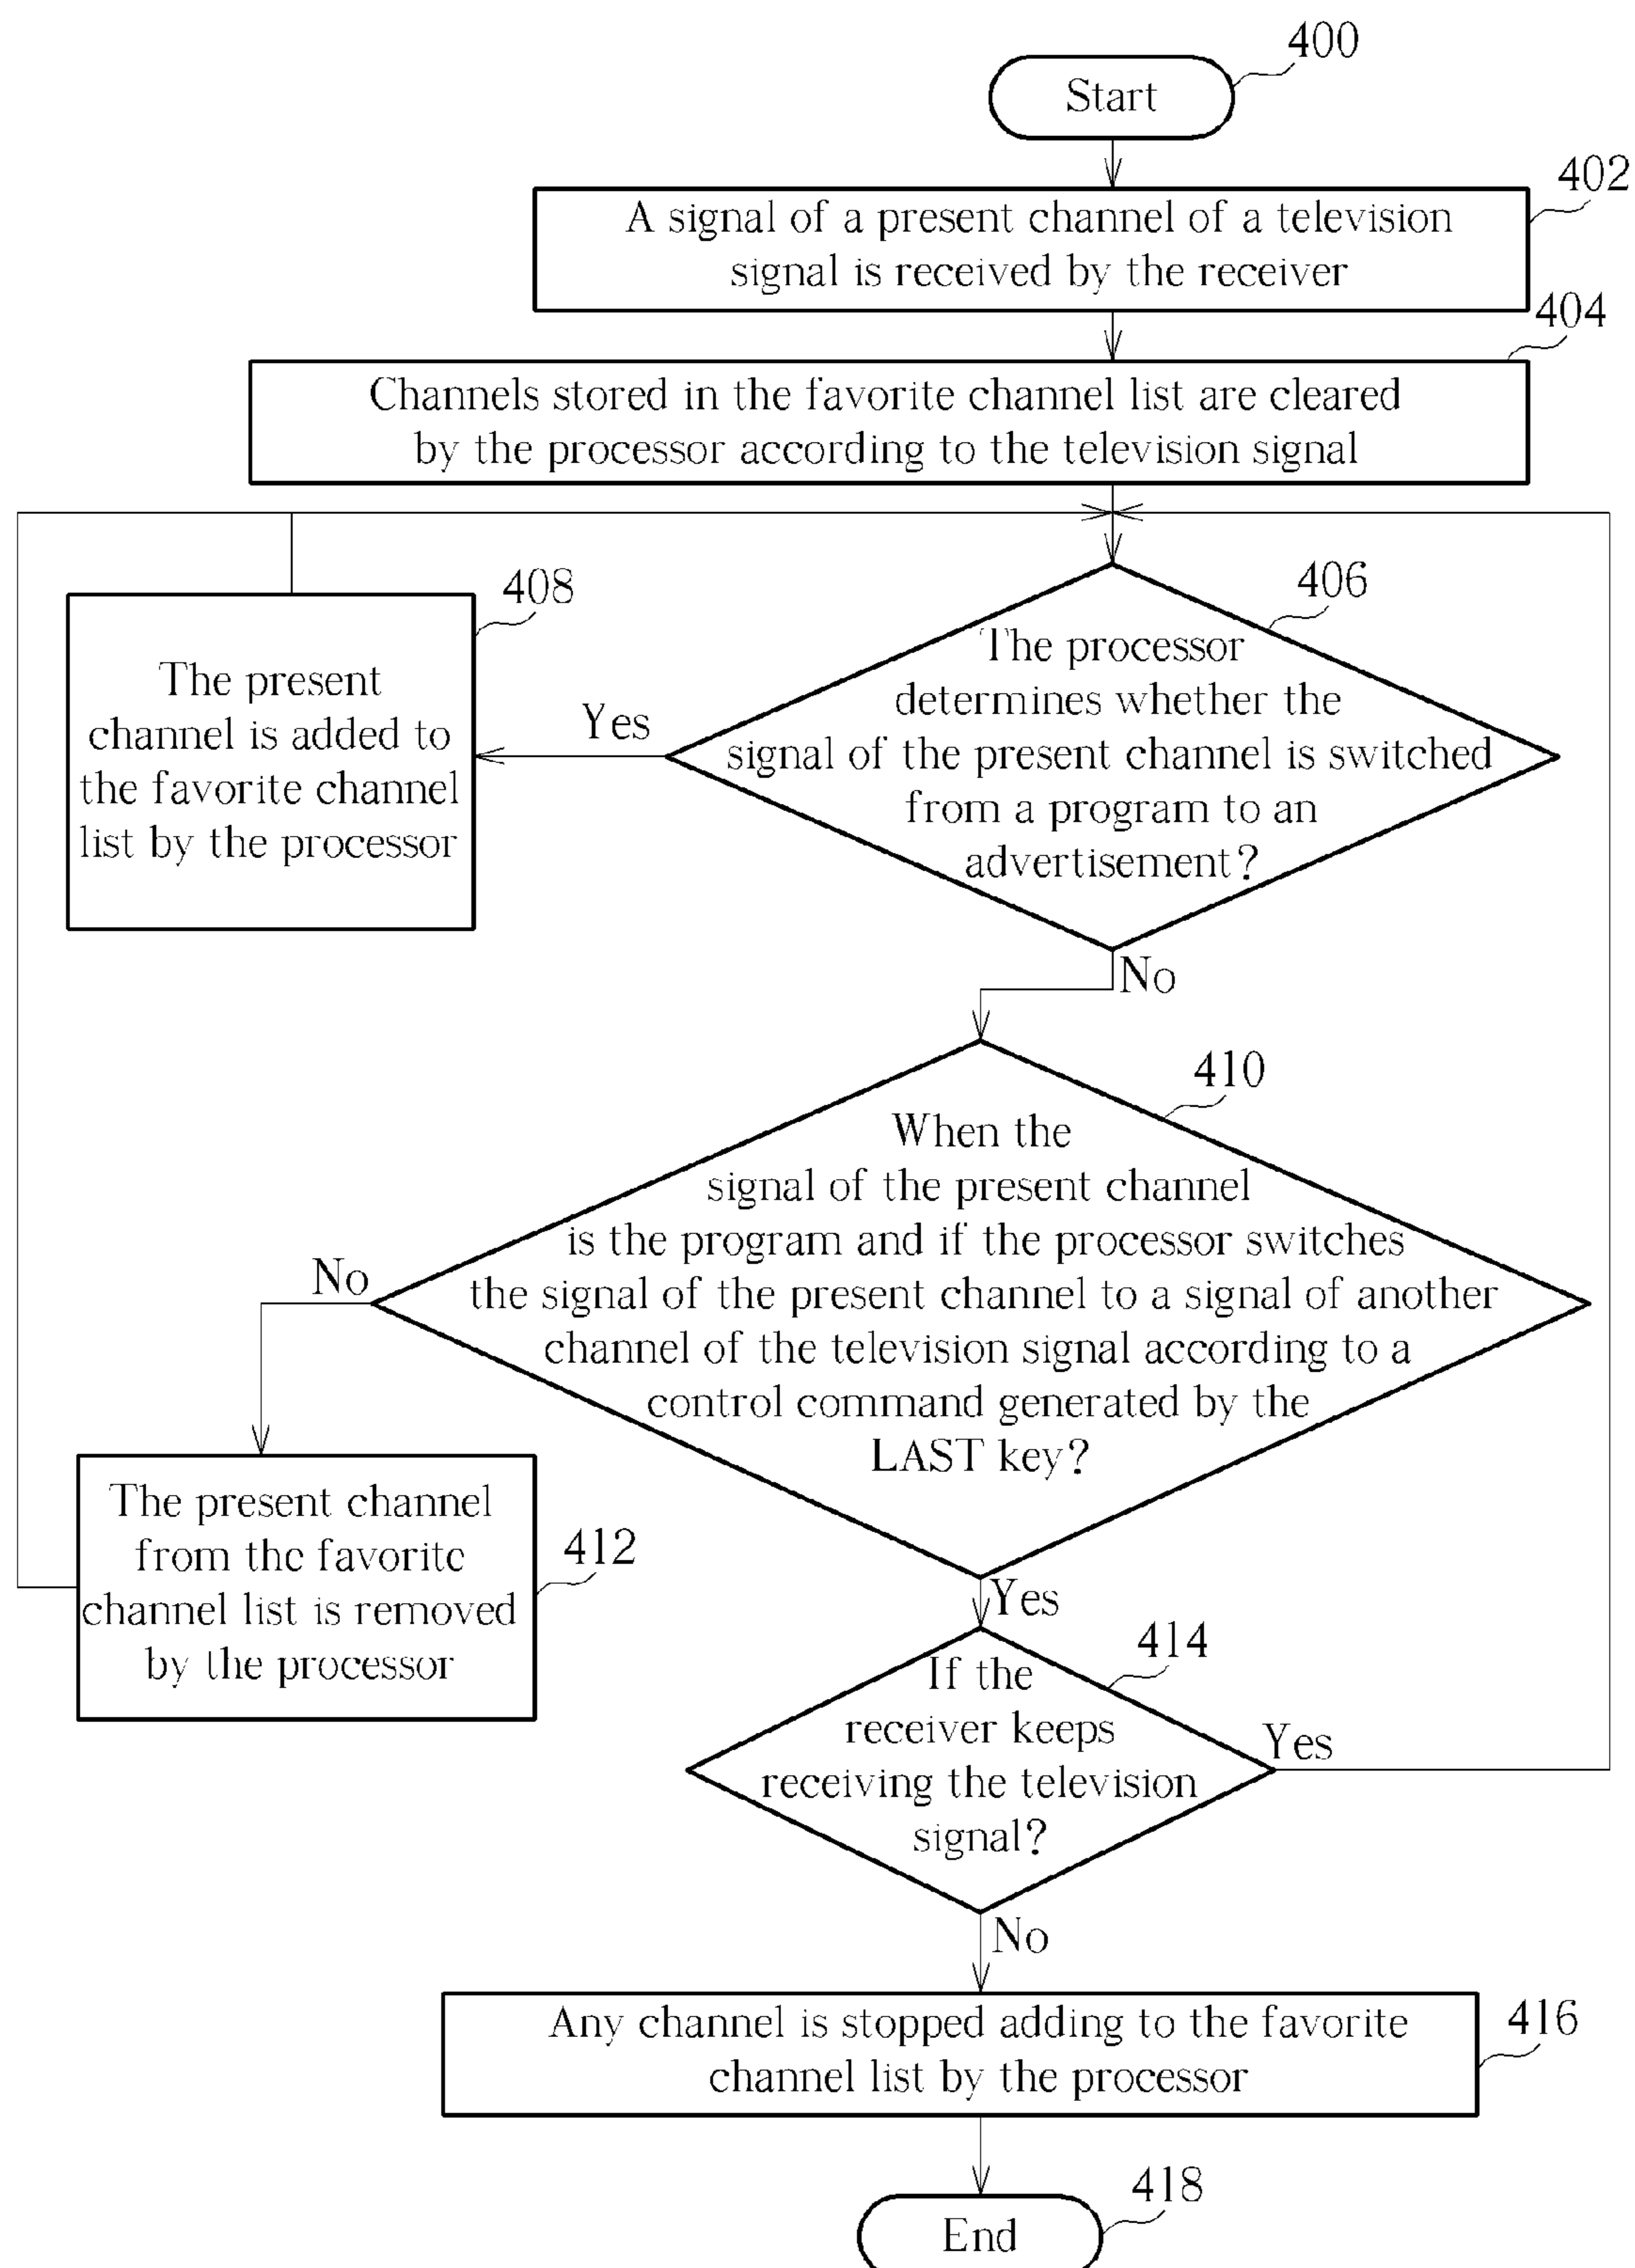 400
Start
402
A signal of a present channel of a television
signal is received by the receiver
404
Channels stored in the favorite channel list are cleared
by the processor according to the television signal
408
The present
channel is added to
the favorite channel
list by the processor
Yes
406
The processor
determines whether the
signal of the present channel is switched
from a program to an
advertisement?
No
410
When the
signal of the present channel
is the program and if the processor switches
the signal of the present channel to a signal of another
channel of the television signal according to a
control command generated by the
LAST key?
No
The present channel
from the favorite
channel list is removed
by the processor
412
Yes
414
If the
receiver keeps
receiving the television
signal?
Yes
No
416
Any channel is stopped adding to the favorite
channel list by the processor
418
End